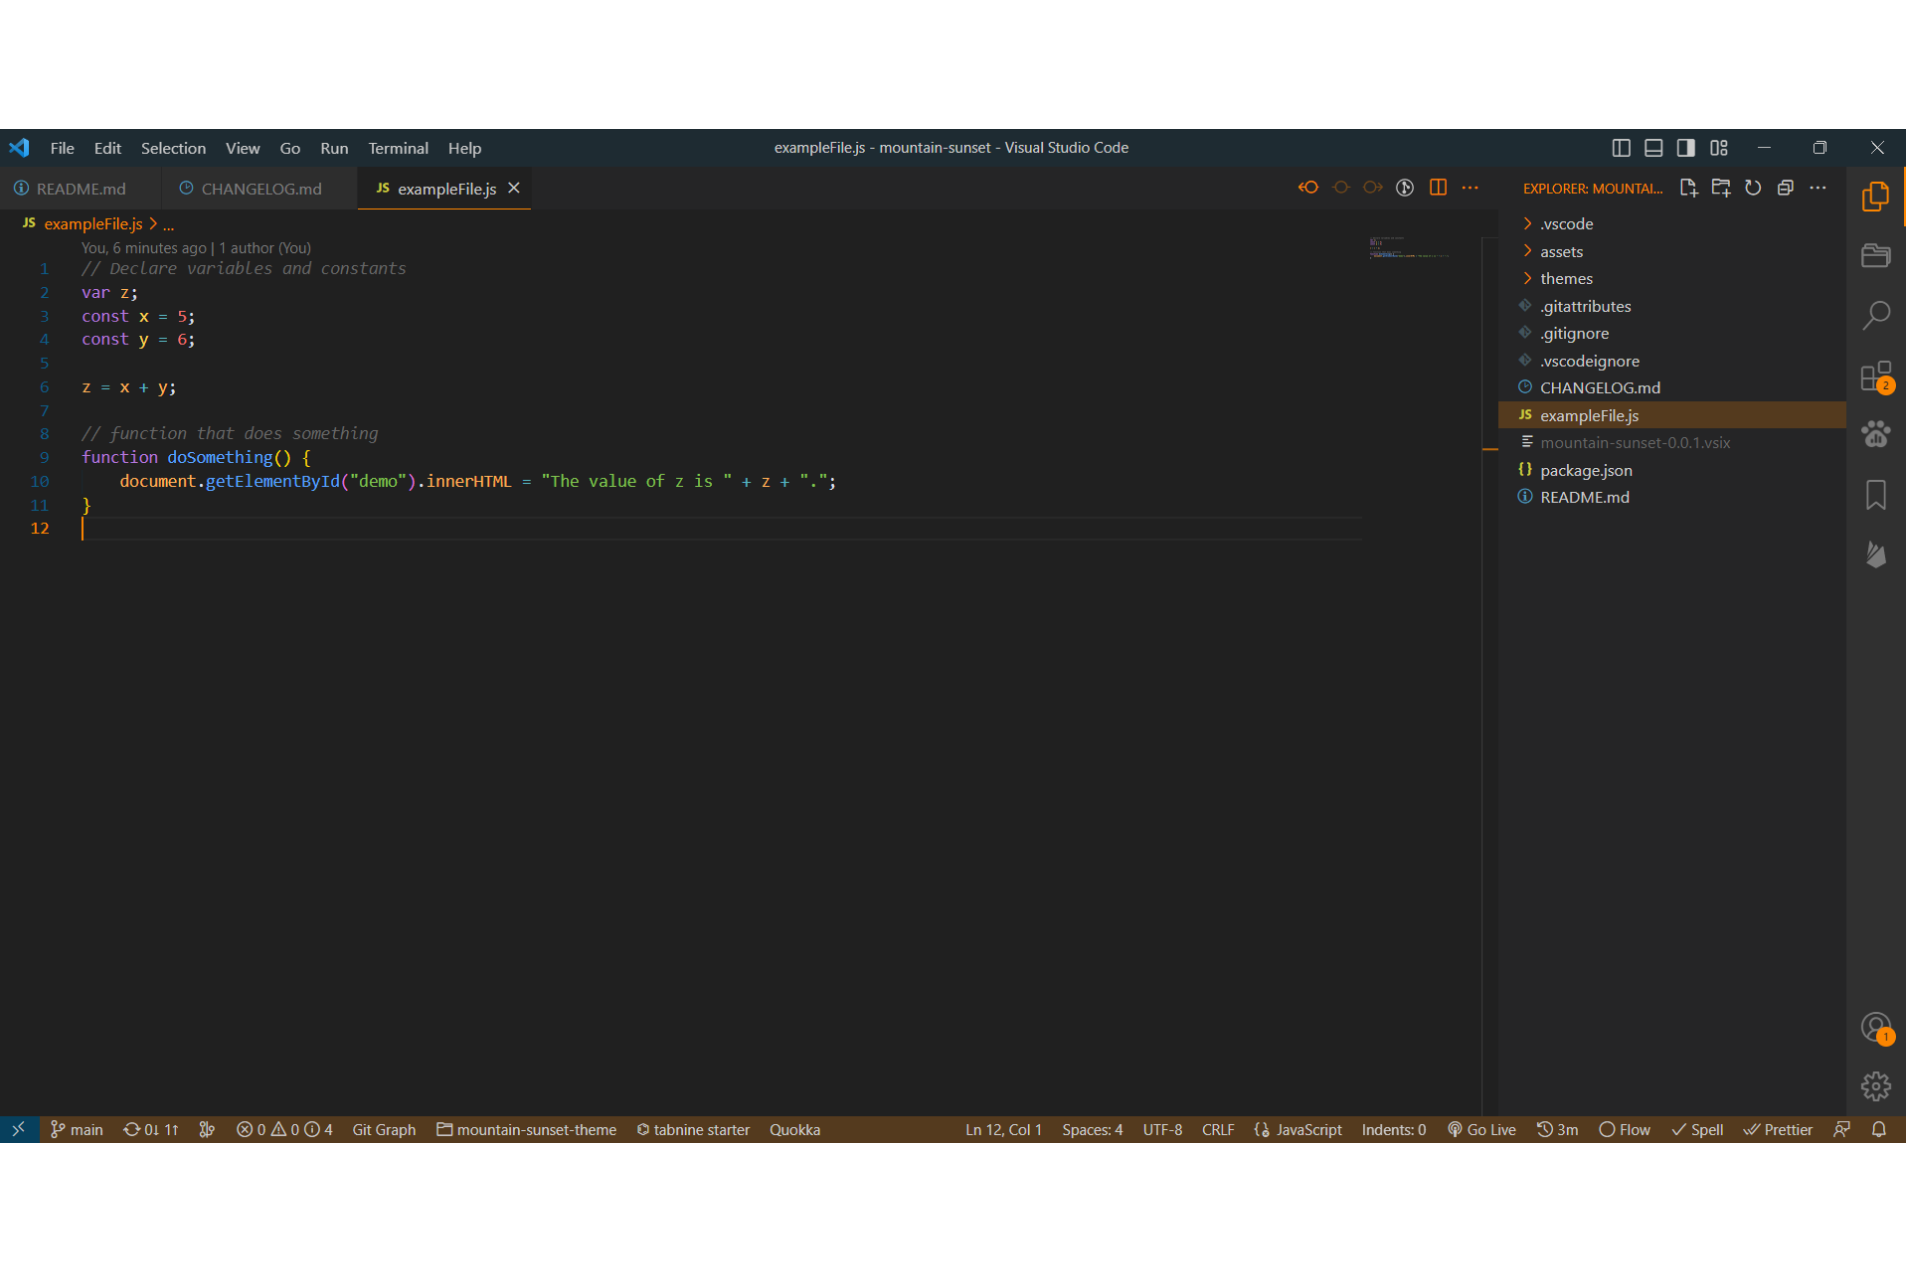 File Edit Selection View Go Run Terminal Help
exampleFile.js - mountain-sunset - Visual Studio Code
README.md
CHANGELOG.md
JS exampleFile.js
EXPLORER: MOUNTAI...
JS exampleFile.js > ...
You, 6 minutes ago | 1 author (You)
1 // Declare variables and constants
2 var z;
3 const x = 5;
4 const y = 6;
5
6 z = x + y;
7
8 // function that does something
9 function doSomething() {
10 document.getElementById("demo").innerHTML = "The value of z is " + z + ".";
11 }
12
.vscode
assets
themes
.gitattributes
.gitignore
.vscodeignore
CHANGELOG.md
JS exampleFile.js
mountain-sunset-0.0.1.vsix
{} package.json
README.md
2
1
main 0↓ 1↑ 0 0 4 Git Graph mountain-sunset-theme tabnine starter Quokka Ln 12, Col 1 Spaces: 4 UTF-8 CRLF JavaScript Indents: 0 Go Live 3m Flow Spell Prettier